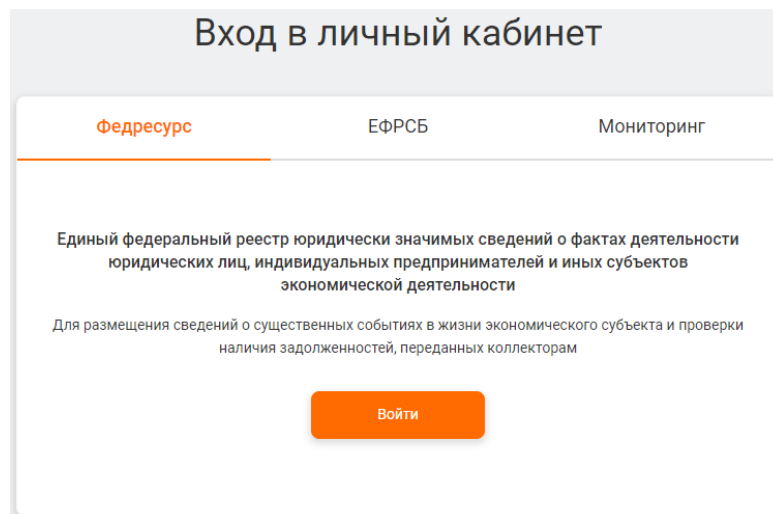 Вход в личный кабинет
Федресурс ЕФРСБ Мониторинг
Единый федеральный реестр юридически значимых сведений о фактах деятельности
юридических лиц, индивидуальных предпринимателей и иных субъектов
экономической деятельности
Для размещения сведений о существенных событиях в жизни экономического субъекта и проверки
наличия задолженностей, переданных коллекторам
Войти